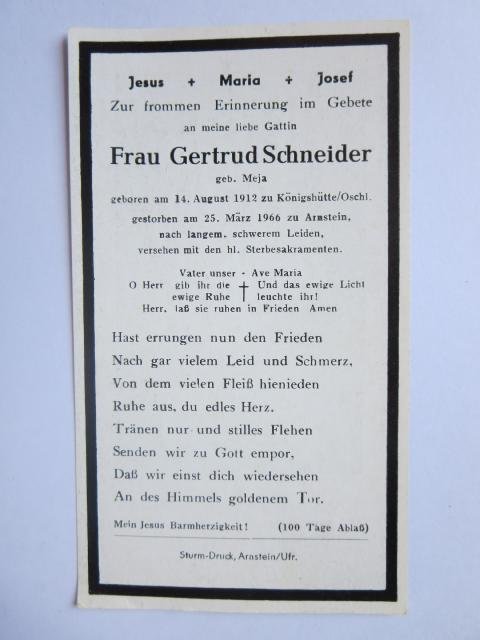 Jesus + Maria + Josef
Zur frommen Erinnerung im Gebete
an meine liebe Gattin
Frau Gertrud Schneider
geb. Meja
geboren am 14. August 1912 zu Königshütte/Oschl.
gestorben am 25. März 1966 zu Arnstein,
nach langem, schwerem Leiden,
versehen mit den hl. Sterbesakramenten.
Vater unser - Ave Maria
O Herr gib ihr die † Und das ewige Licht
ewige Ruhe leuchte ihr!
Herr, laß sie ruhen in Frieden Amen
Hast errungen nun den Frieden
Nach gar vielem Leid und Schmerz,
Von dem vielen Fleiß hienieden
Ruhe aus, du edles Herz.
Tränen nur und stilles Flehen
Senden wir zu Gott empor,
Daß wir einst dich wiedersehen
An des Himmels goldenem Tor.
Mein Jesus Barmherzigkeit! (100 Tage Ablaß)
Sturm-Druck, Arnstein/Ufr.